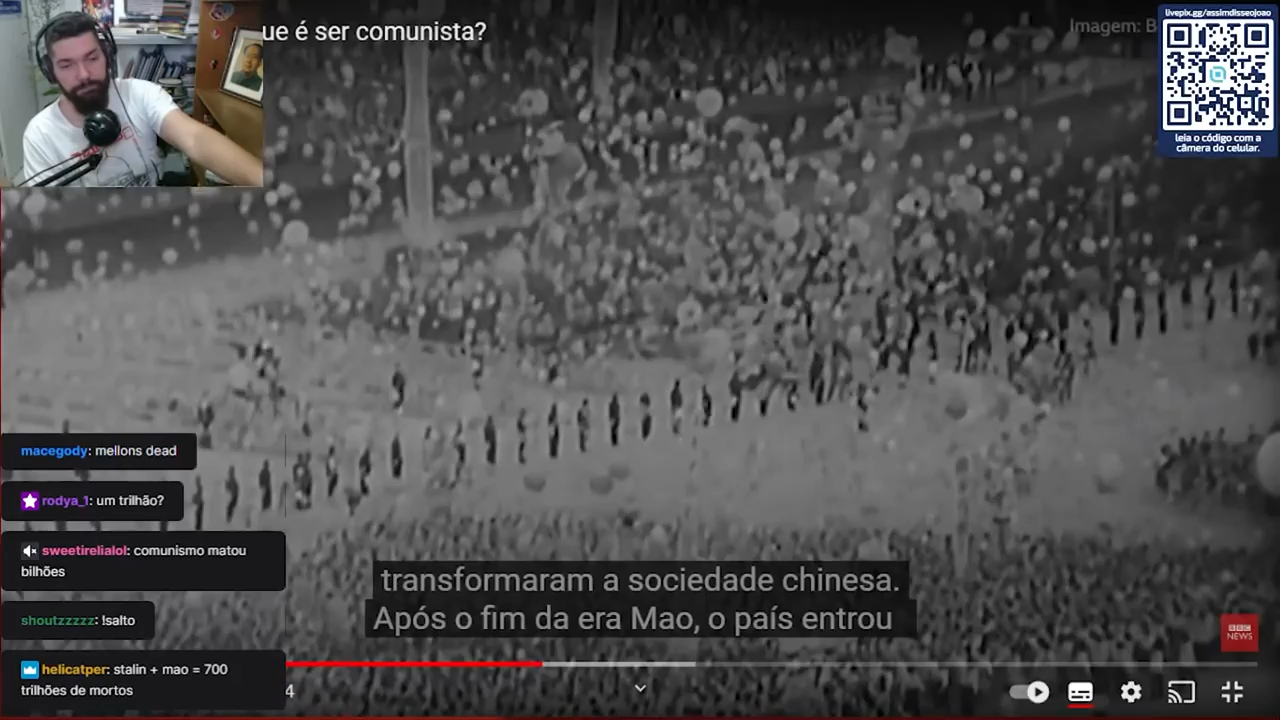 ue é ser comunista?
Imagem: B
livepix.gg/assimdisseojoao
leia o código com a
câmera do celular.
macegody: mellons dead
rodya_1: um trilhão?
sweetirelialol: comunismo matou
bilhões
shoutzzzzz: !salto
helicatper: stalin + mao = 700
trilhões de mortos
transformaram a sociedade chinesa.
Após o fim da era Mao, o país entrou
BBC
NEWS
4